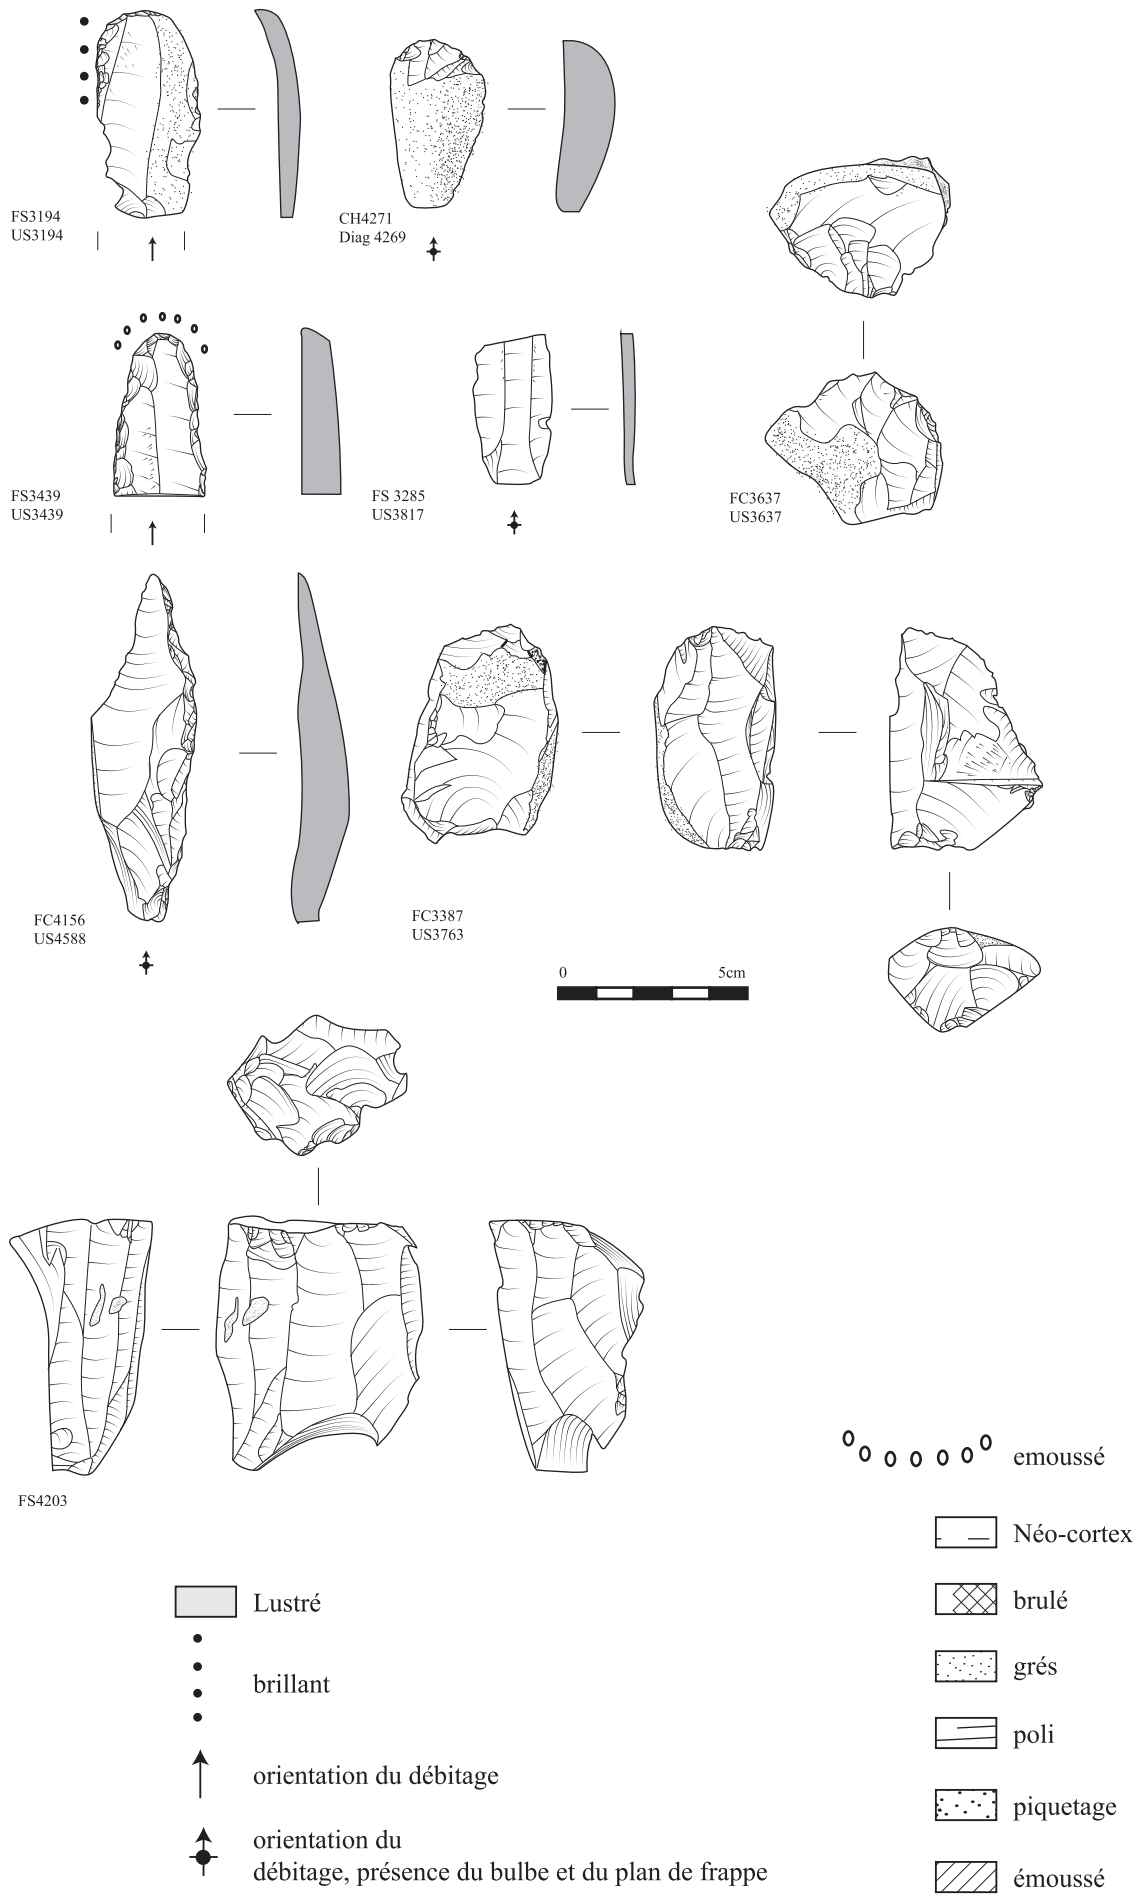 FS3194
US3194
CH4271
Diag 4269
FS3439
US3439
FS 3285
US3817
FC3637
US3637
FC4156
US4588
FC3387
US3763
0 5cm
FS4203
Lustré
brillant
orientation du débitage
orientation du
débitage, présence du bulbe et du plan de frappe
emoussé
Néo-cortex
brulé
grés
poli
piquetage
émoussé